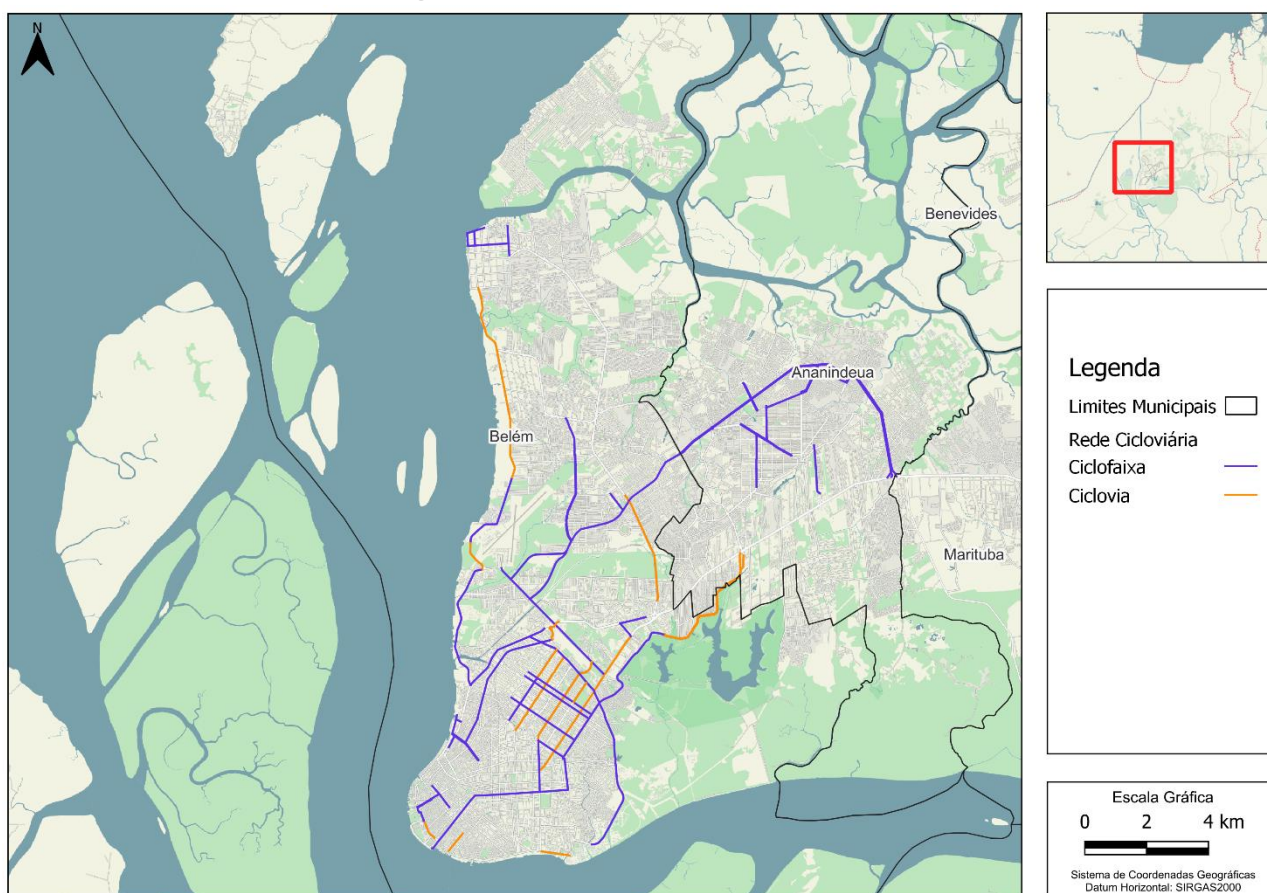 N
Benevides
Ananindeua
Belém
Marituba
Legenda
Limites Municipais
Rede Cicloviária
Ciclofaixa
Ciclovia
Escala Gráfica
0 2 4 km
Sistema de Coordenadas Geográficas
Datum Horizontal: SIRGAS2000